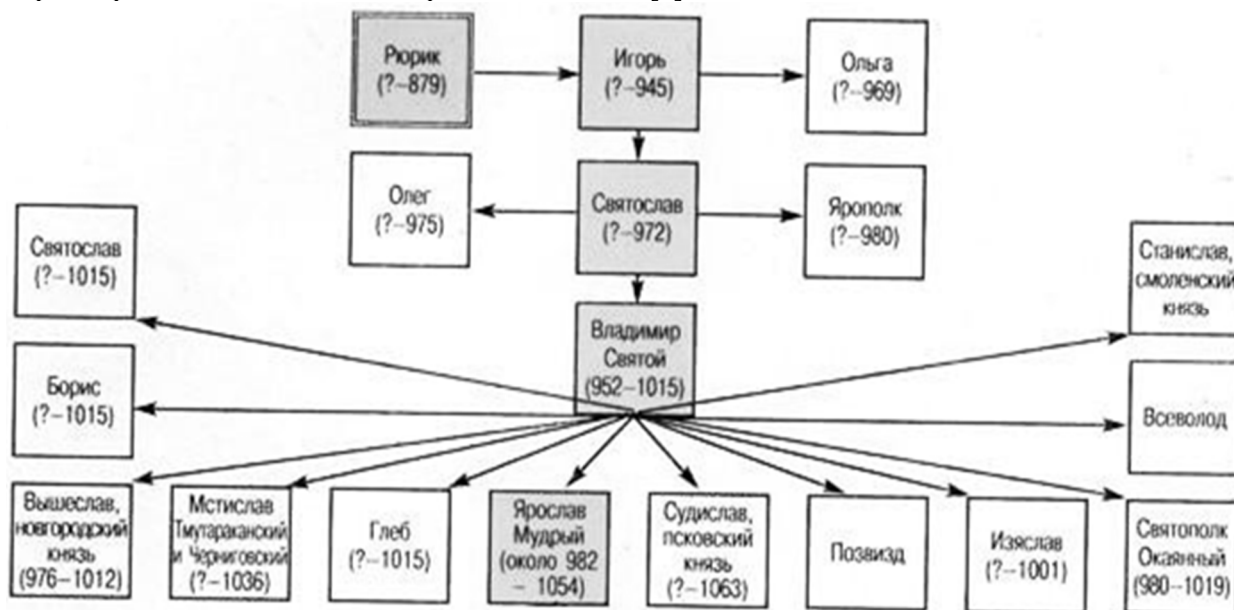 Рюрик
(?–879)
Игорь
(?–945)
Ольга
(?–969)
Олег
(?–975)
Святослав
(?–972)
Ярополк
(?–980)
Святослав
(?–1015)
Станислав,
смоленский
князь
Владимир
Святой
(952–1015)
Борис
(?–1015)
Всеволод
Вышеслав,
новгородский
князь
(976–1012)
Мстислав
Тмутараканский
и Черниговский
(?–1036)
Глеб
(?–1015)
Ярослав
Мудрый
(около 982
– 1054)
Судислав,
псковский
князь
(?–1063)
Позвизд
Изяслав
(?–1001)
Святополк
Окаянный
(980–1019)